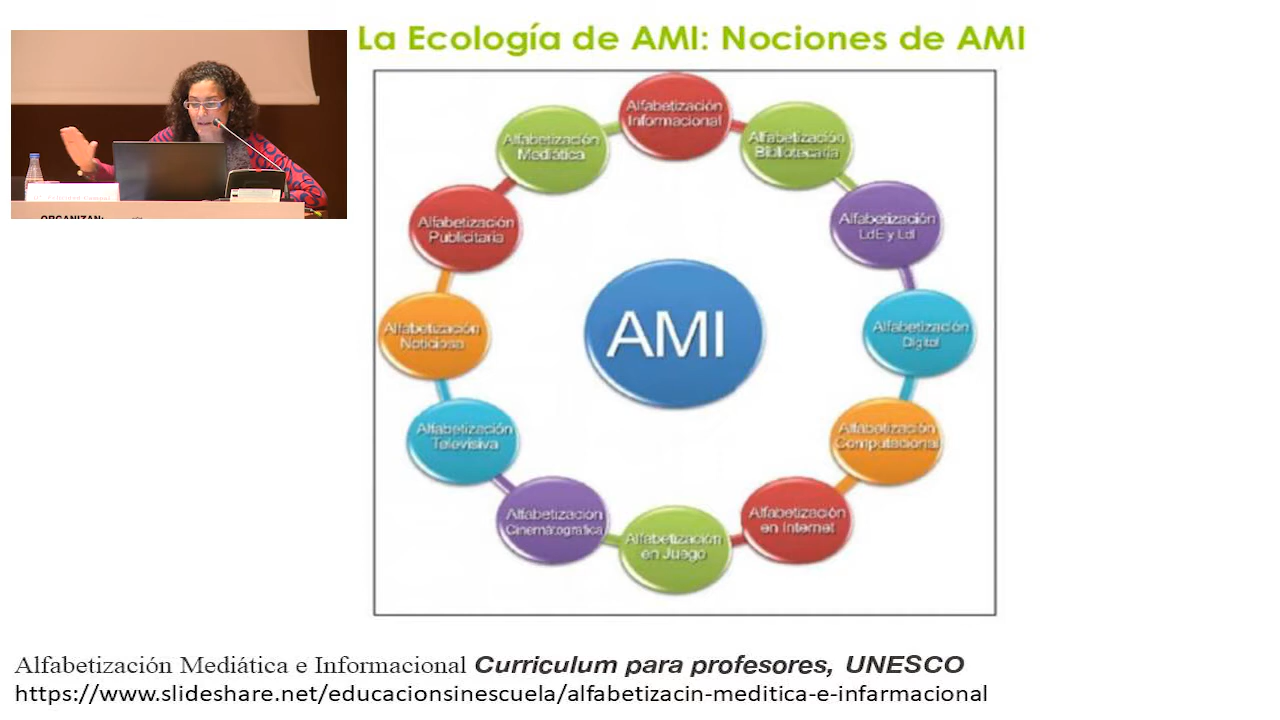 La Ecología de AMI: Nociones de AMI
Alfabetización
Informacional
Alfabetización
Bibliotecaria
Alfabetización
LdE y LdI
Alfabetización
Digital
Alfabetización
Computacional
Alfabetización
en Internet
Alfabetización
en Juego
Alfabetización
Cinematografica
Alfabetización
Televisiva
Alfabetización
Noticiosa
Alfabetización
Publicitaria
Alfabetización
Mediática
AMI
ORGANIZAN:
Alfabetización Mediática e Informacional Curriculum para profesores, UNESCO
https://www.slideshare.net/educacionsinescuela/alfabetizacin-meditica-e-infarmacional